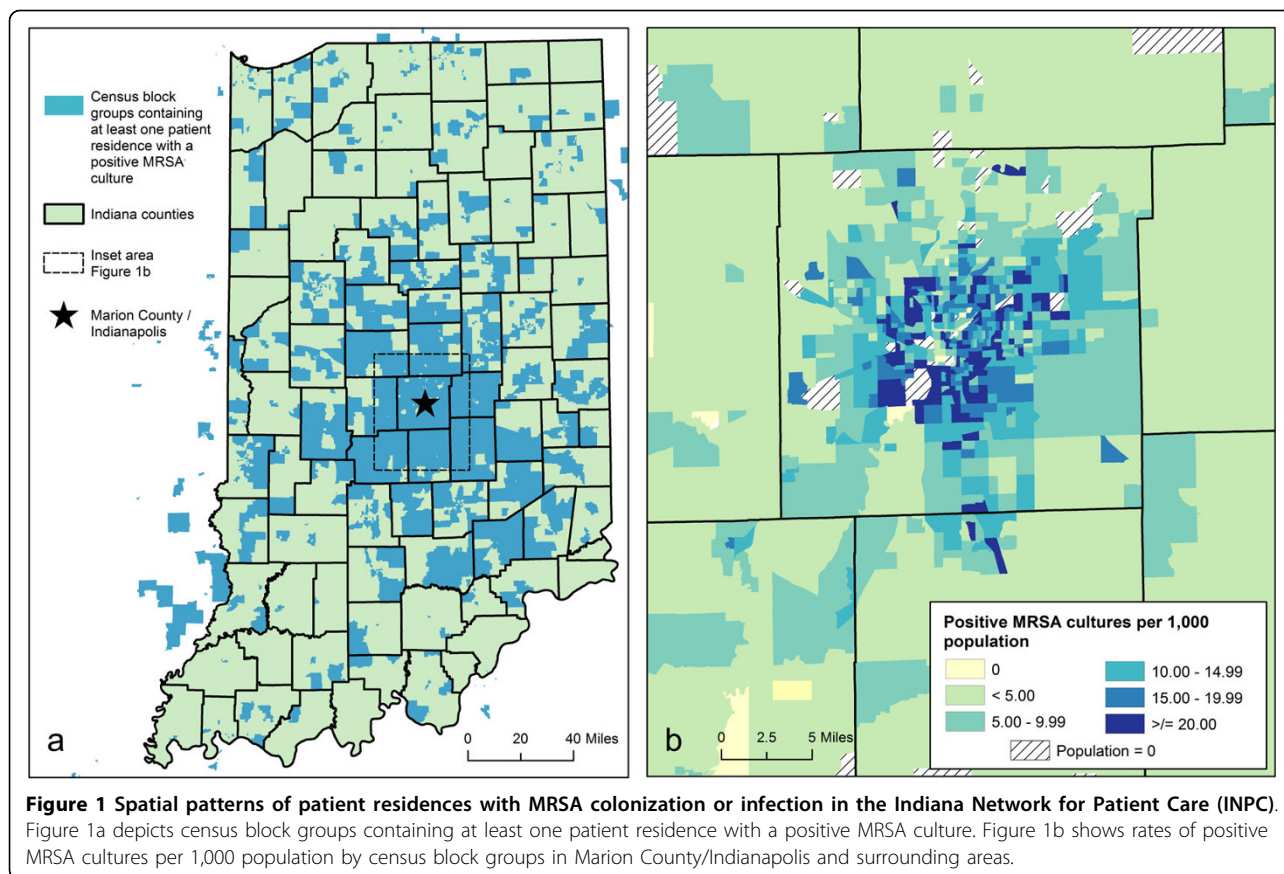 Census block
groups containing
at least one patient
residence with a
positive MRSA
culture
Indiana counties
Inset area
Figure 1b
Marion County /
Indianapolis
a
0 20 40 Miles
b
0 2.5 5 Miles
Positive MRSA cultures per 1,000
population
0
< 5.00
5.00 - 9.99
10.00 - 14.99
15.00 - 19.99
>/= 20.00
Population = 0
Figure 1 Spatial patterns of patient residences with MRSA colonization or infection in the Indiana Network for Patient Care (INPC).
Figure 1a depicts census block groups containing at least one patient residence with a positive MRSA culture. Figure 1b shows rates of positive
MRSA cultures per 1,000 population by census block groups in Marion County/Indianapolis and surrounding areas.